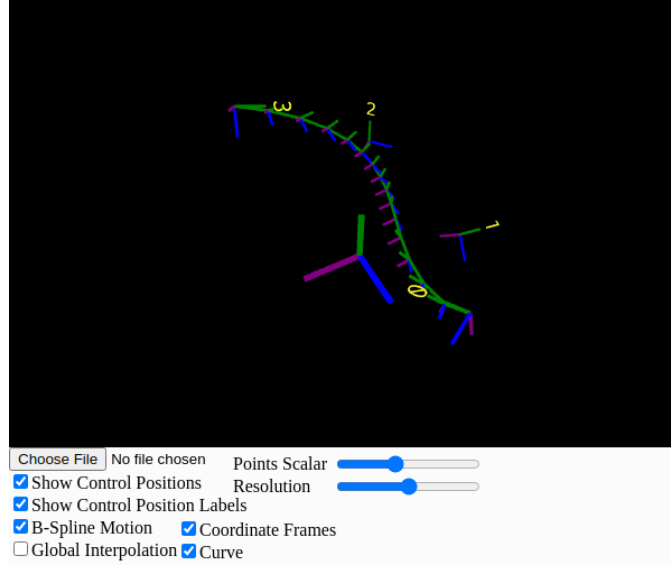 3
2
1
0
Choose File No file chosen
Points Scalar
Show Control Positions
Resolution
Show Control Position Labels
B-Spline Motion
Coordinate Frames
Global Interpolation
Curve